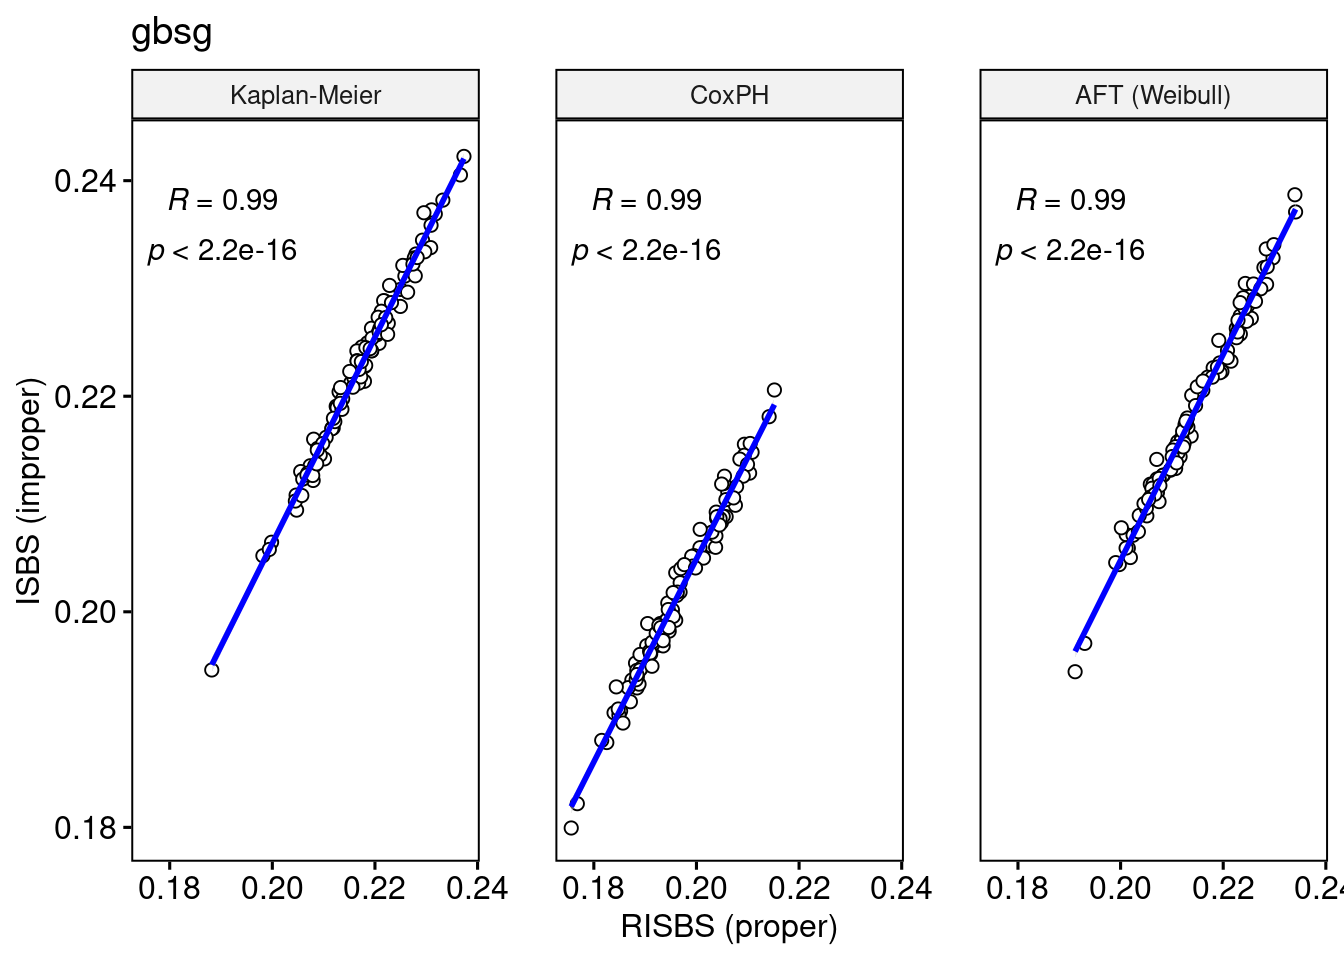 gbsg
Kaplan-Meier
CoxPH
AFT (Weibull)
R = 0.99
p < 2.2e-16
R = 0.99
p < 2.2e-16
R = 0.99
p < 2.2e-16
ISBS (improper)
0.24
0.22
0.20
0.18
0.18 0.20 0.22 0.24
0.18 0.20 0.22 0.24
0.18 0.20 0.22 0.2
RISBS (proper)